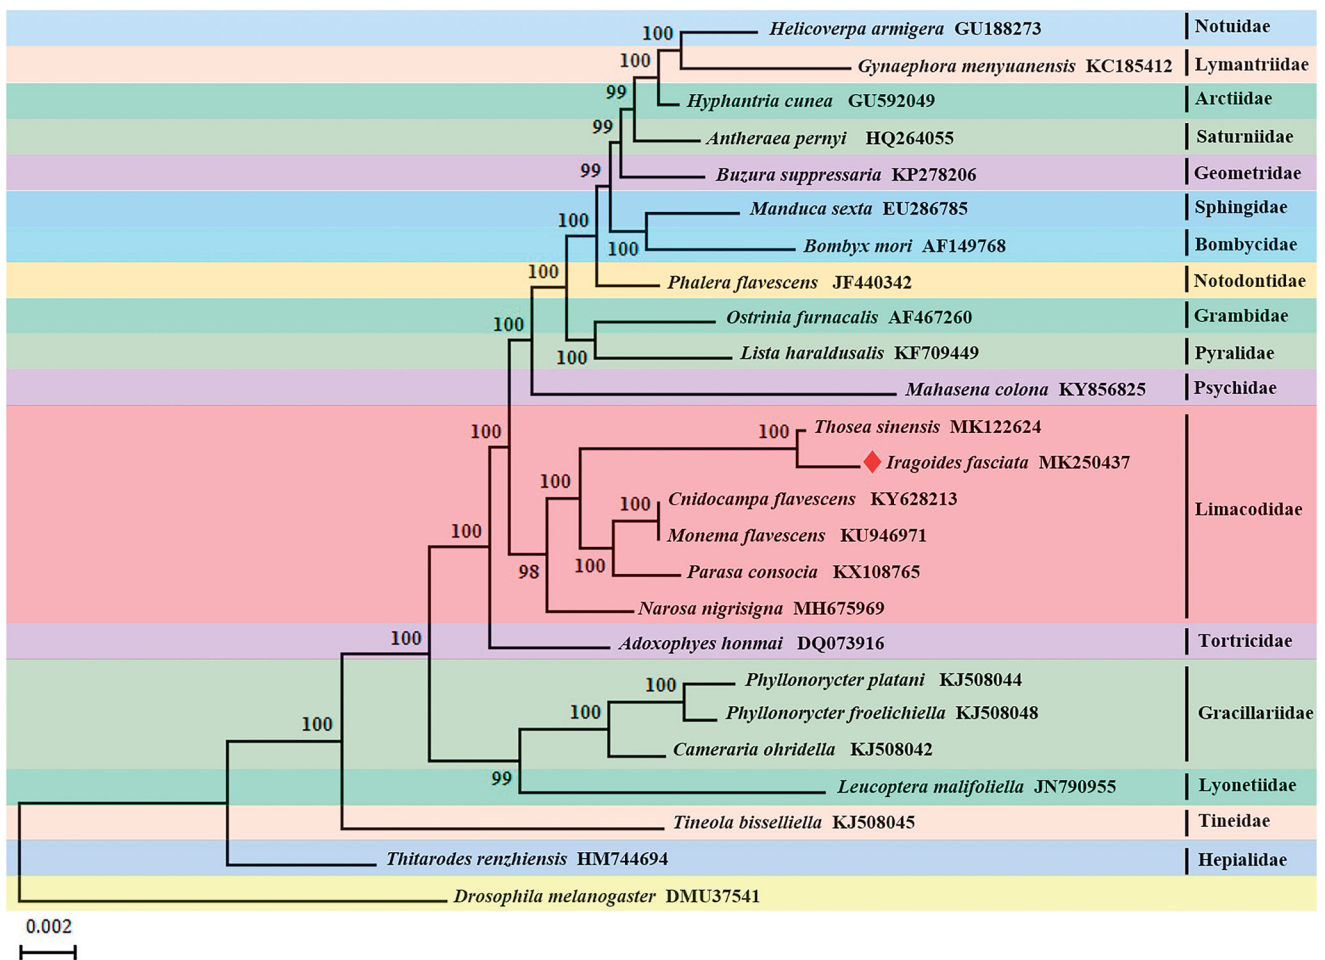 100 Helicoverpa armigera GU188273 Notuidae
100 Gynaephora menyuanensis KC185412 Lymantriidae
99 Hyphantria cunea GU592049 Arctiidae
99 Antheraea pernyi HQ264055 Saturniidae
99 Buzura suppressaria KP278206 Geometridae
100 Manduca sexta EU286785 Sphingidae
100 Bombyx mori AF149768 Bombycidae
100 Phalera flavescens JF440342 Notodontidae
100 Ostrinia furnacalis AF467260 Grambidae
100 Lista haraldusalis KF709449 Pyralidae
Mahasena colona KY856825 Psychidae
100 100 Thosea sinensis MK122624
Iragoides fasciata MK250437
100 100 Cnidocampa flavescens KY628213
Limacodidae
100 Monema flavescens KU946971
98 100 Parasa consocia KX108765
Narosa nigrisigna MH675969
100 Adoxophyes honmai DQ073916 Tortricidae
100 Phyllonorycter platani KJ508044
100 100 Phyllonorycter froelichiella KJ508048 Gracillariidae
Cameraria ohridella KJ508042
99 Leucoptera malifoliella JN790955 Lyonetiidae
Tineola bisselliella KJ508045 Tineidae
Thitarodes renzhiensis HM744694 Hepialidae
Drosophila melanogaster DMU37541
0.002